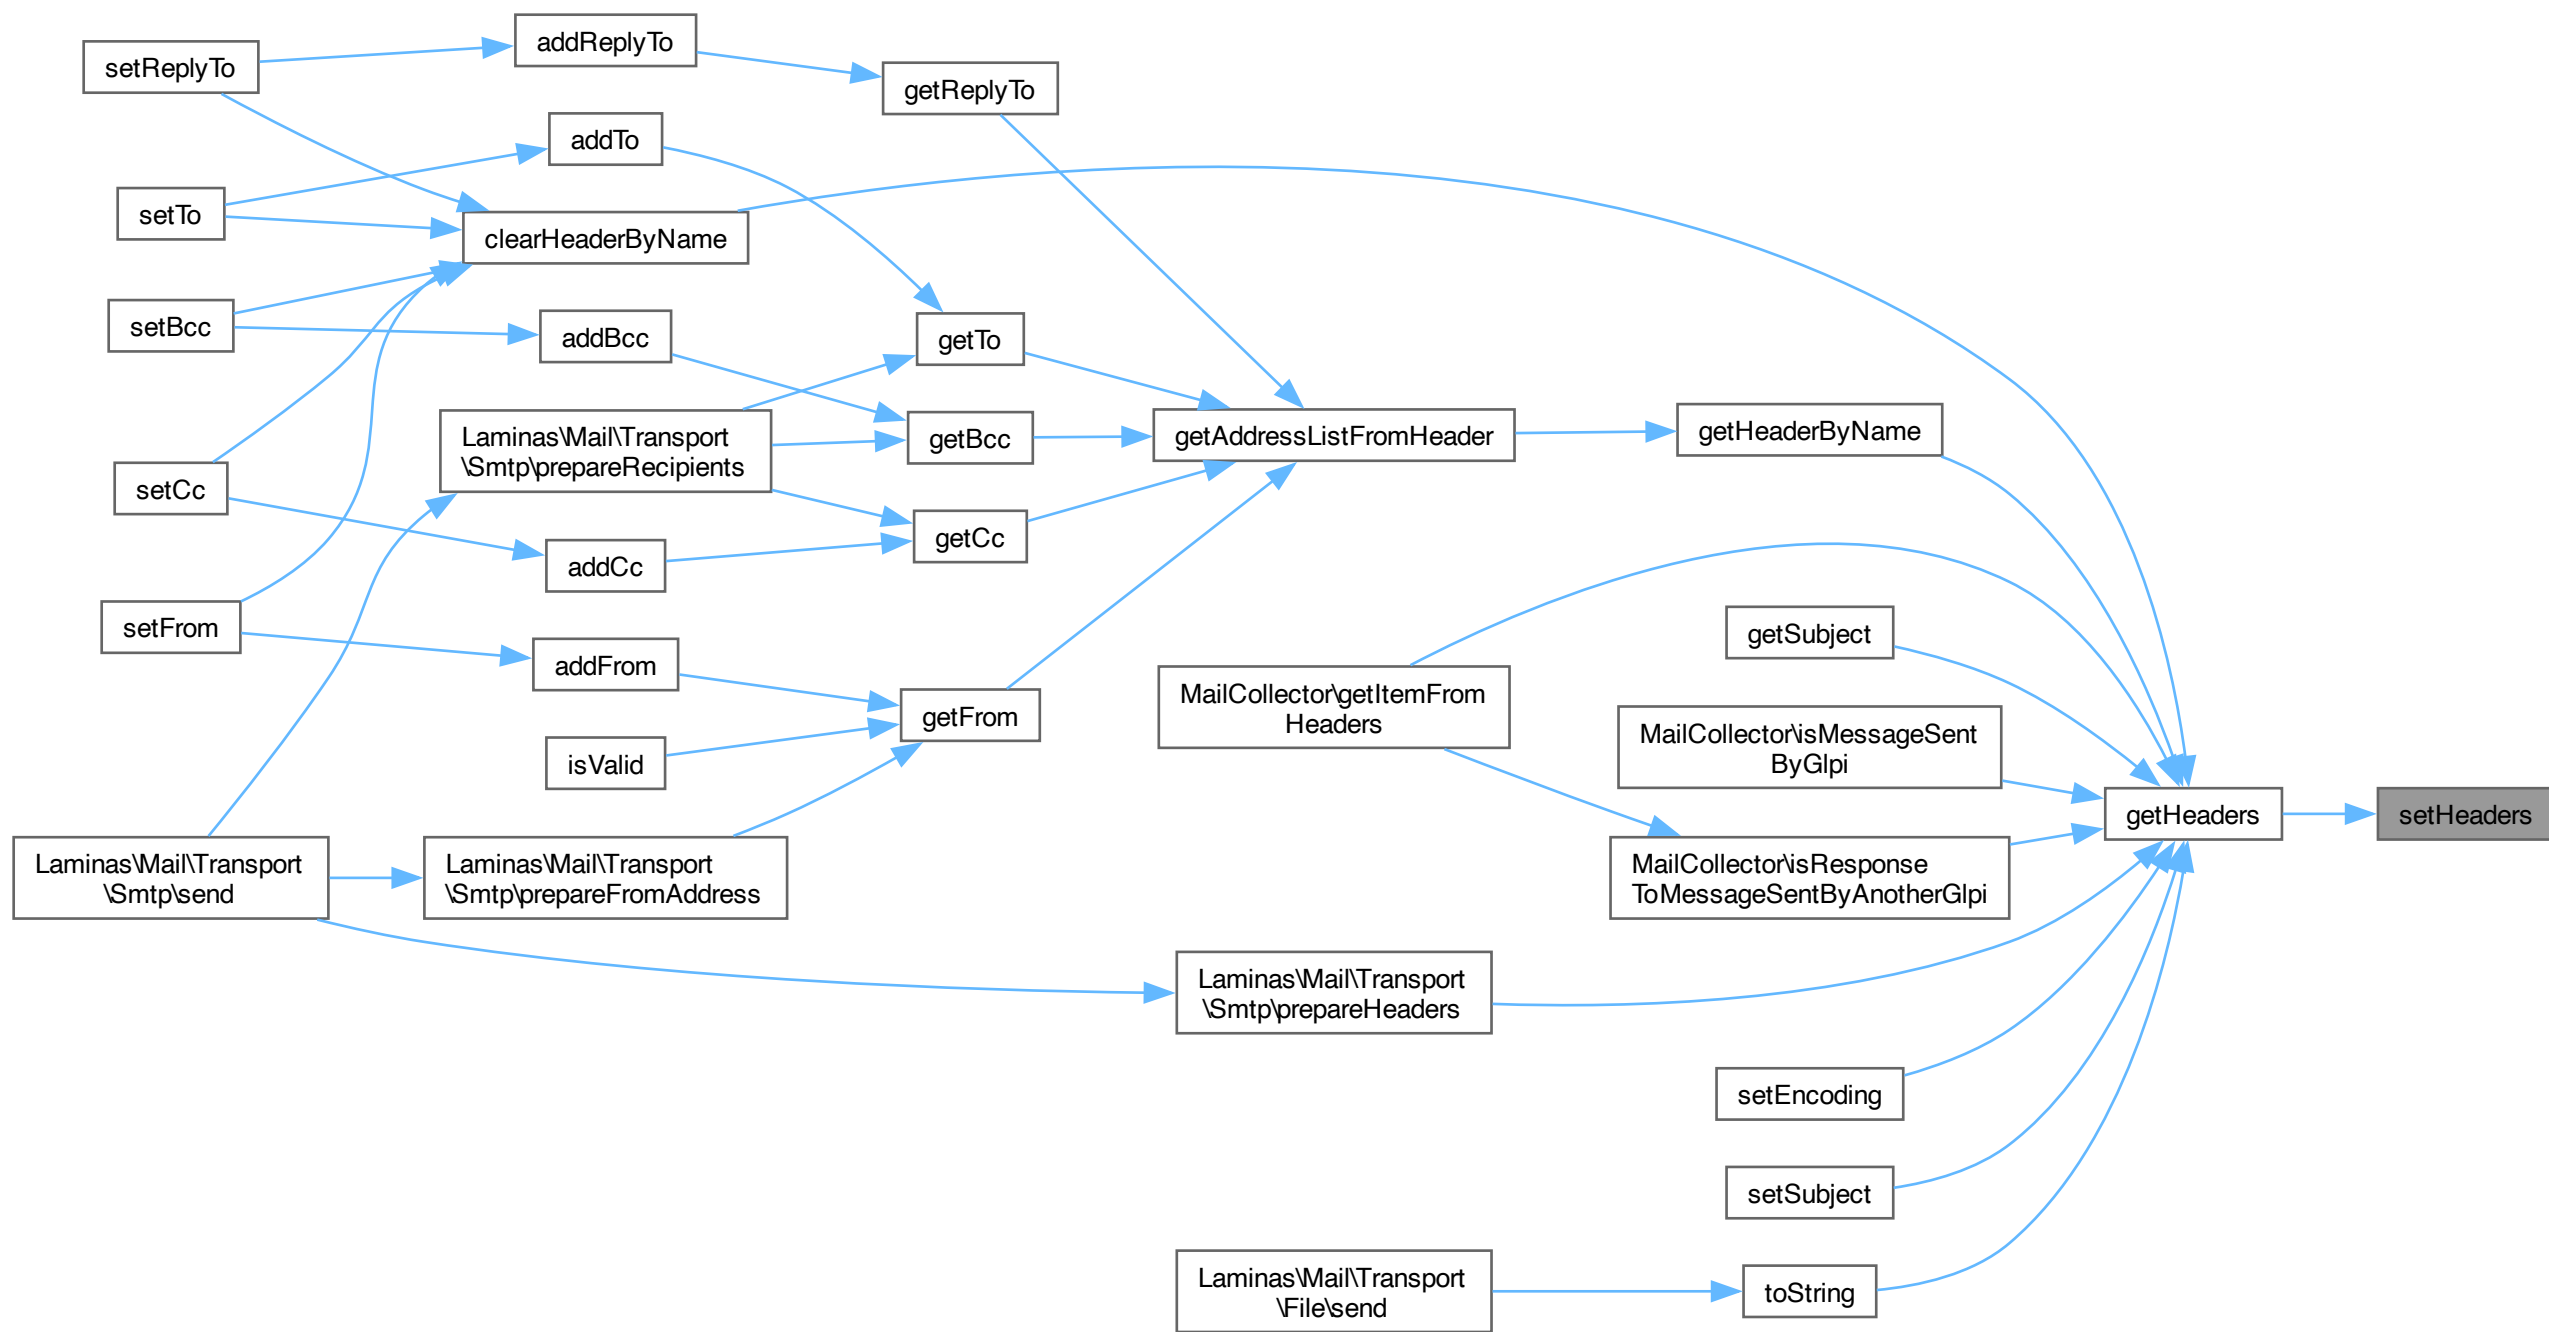 addReplyTo
setReplyTo
getReplyTo
addTo
setTo
clearHeaderByName
setBcc
addBcc
getTo
Laminas\Mail\Transport
\Smtp\prepareRecipients
getBcc
getAddressListFromHeader
getHeaderByName
setCc
getCc
addCc
setFrom
addFrom
getSubject
MailCollector\getItemFrom
Headers
getFrom
MailCollector\isMessageSent
ByGlpi
isValid
getHeaders
setHeaders
Laminas\Mail\Transport
\Smtp\send
Laminas\Mail\Transport
\Smtp\prepareFromAddress
MailCollector\isResponse
ToMessageSentByAnotherGlpi
Laminas\Mail\Transport
\Smtp\prepareHeaders
setEncoding
setSubject
Laminas\Mail\Transport
\File\send
toString